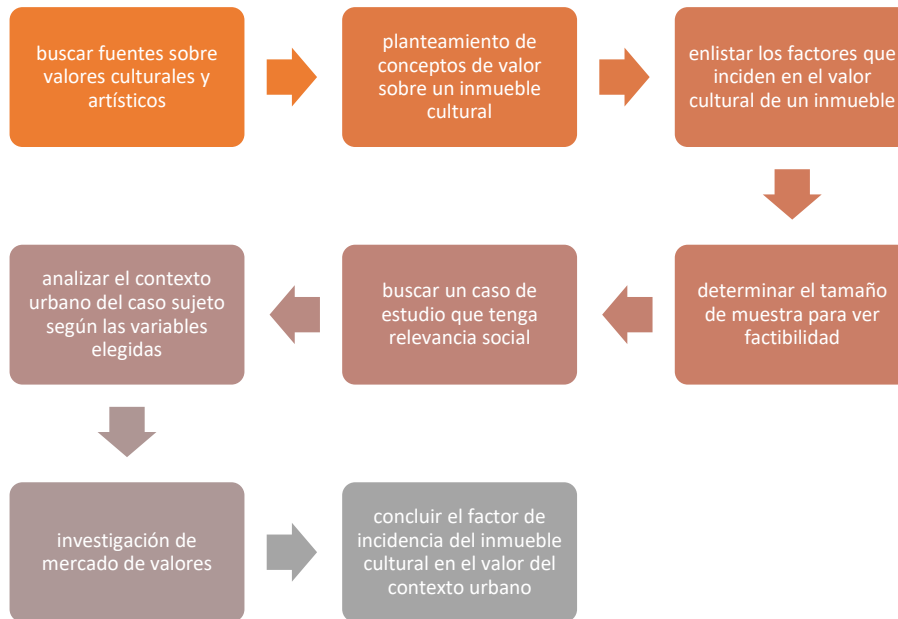 buscar fuentes sobre
valores culturales y
artísticos
planteamiento de
conceptos de valor
sobre un inmueble
cultural
enlistar los factores que
inciden en el valor
cultural de un inmueble
determinar el tamaño
de muestra para ver
factibilidad
buscar un caso de
estudio que tenga
relevancia social
analizar el contexto
urbano del caso sujeto
según las variables
elegidas
investigación de
mercado de valores
concluir el factor de
incidencia del inmueble
cultural en el valor del
contexto urbano